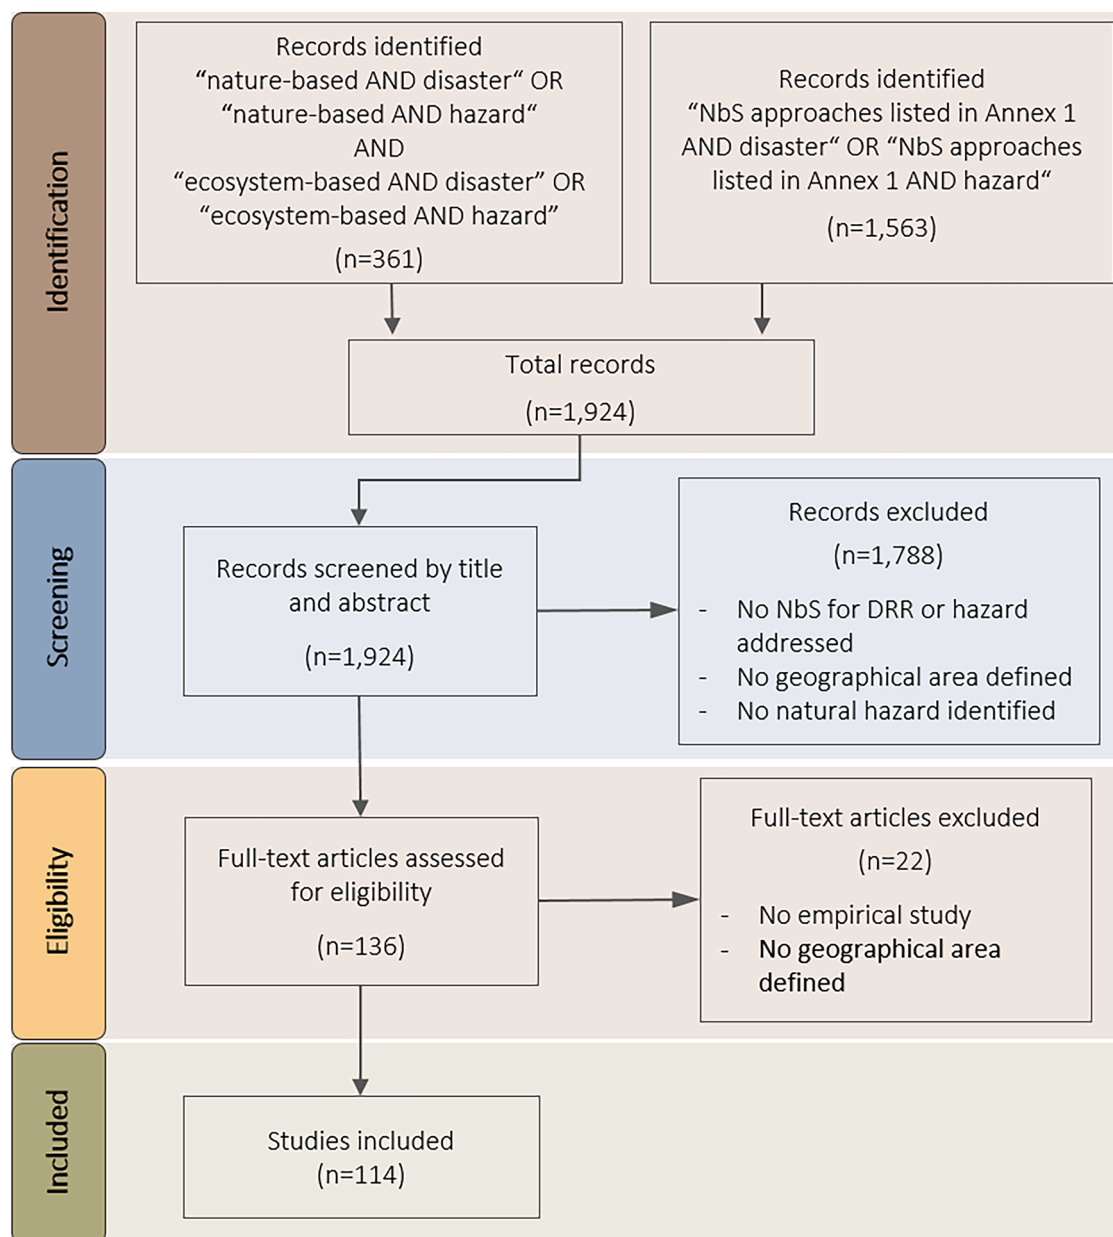 Identification
Records identified
“nature-based AND disaster“ OR
“nature-based AND hazard“
AND
“ecosystem-based AND disaster” OR
“ecosystem-based AND hazard”
(n=361)
Records identified
“NbS approaches listed in Annex 1
AND disaster“ OR “NbS approaches
listed in Annex 1 AND hazard“
(n=1,563)
Total records
(n=1,924)
Screening
Records screened by title
and abstract
(n=1,924)
Records excluded
(n=1,788)
- No NbS for DRR or hazard
addressed
- No geographical area defined
- No natural hazard identified
Eligibility
Full-text articles assessed
for eligibility
(n=136)
Full-text articles excluded
(n=22)
- No empirical study
- No geographical area
defined
Included
Studies included
(n=114)